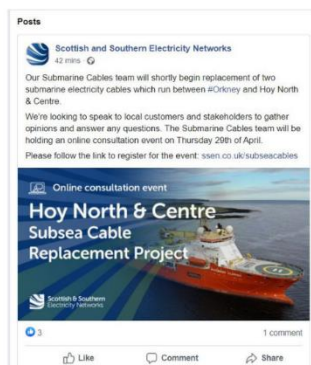 Posts
Scottish and Southern Electricity Networks
42 mins ·
Our Submarine Cables team will shortly begin replacement of two
submarine electricity cables which run between #Orkney and Hoy North
& Centre.
We're looking to speak to local customers and stakeholders to gather
opinions and answer any questions. The Submarine Cables team will be
holding an online consultation event on Thursday 29th of April.
Please follow the link to register for the event: ssen.co.uk/subseacables
Online consultation event
Hoy North & Centre
Subsea Cable
Replacement Project
Scottish & Southern
Electricity Networks
3
1 comment
Like
Comment
Share